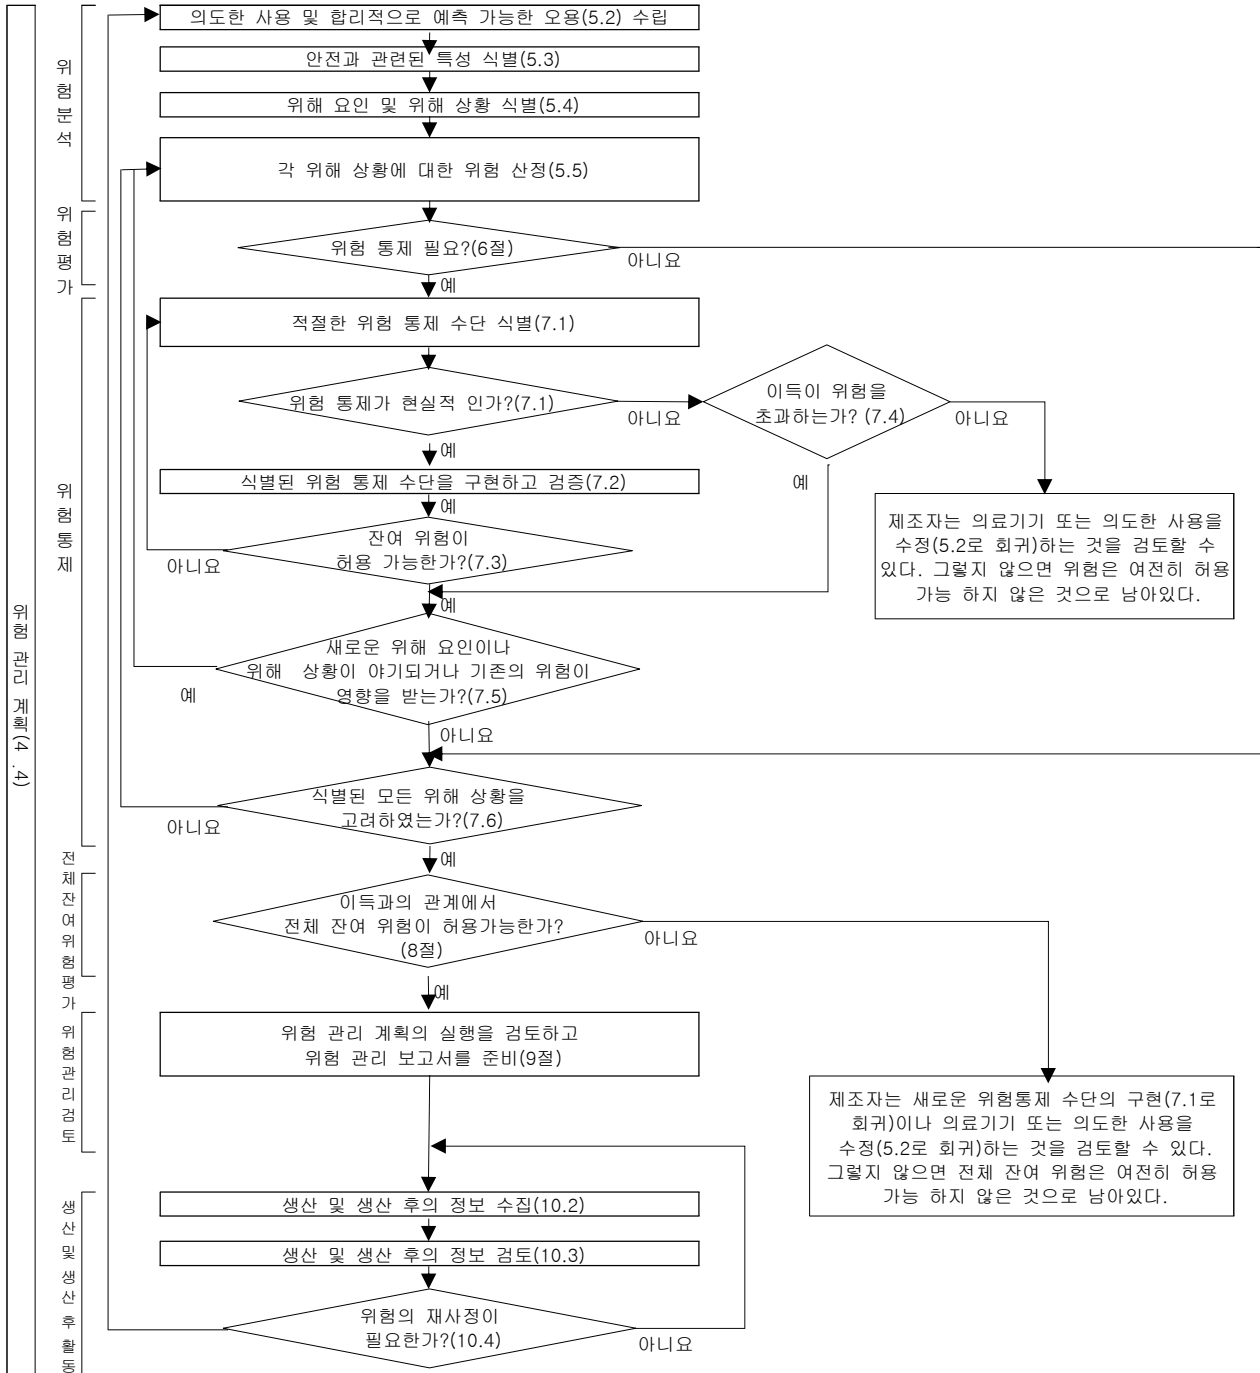 의도한 사용 및 합리적으로 예측 가능한 오용(5.2) 수립
안전과 관련된 특성 식별(5.3)
위해 요인 및 위해 상황 식별(5.4)
각 위해 상황에 대한 위험 산정(5.5)
위험분석
위험 통제 필요?(6절)
아니요
예
위험평가
적절한 위험 통제 수단 식별(7.1)
위험 통제가 현실적 인가?(7.1)
아니요
이득이 위험을
초과하는가? (7.4)
아니요
예
예
식별된 위험 통제 수단을 구현하고 검증(7.2)
예
잔여 위험이
허용 가능한가?(7.3)
아니요
예
제조자는 의료기기 또는 의도한 사용을
수정(5.2로 회귀)하는 것을 검토할 수
있다. 그렇지 않으면 위험은 여전히 허용
가능 하지 않은 것으로 남아있다.
위험통제
새로운 위해 요인이나
위해 상황이 야기되거나 기존의 위험이
영향을 받는가?(7.5)
예
아니요
식별된 모든 위해 상황을
고려하였는가?(7.6)
아니요
예
위험 관리 계획(4.4)
이득과의 관계에서
전체 잔여 위험이 허용가능한가?
(8절)
아니요
예
전체잔여위험평가
위험 관리 계획의 실행을 검토하고
위험 관리 보고서를 준비(9절)
위험관리검토
제조자는 새로운 위험통제 수단의 구현(7.1로
회귀)이나 의료기기 또는 의도한 사용을
수정(5.2로 회귀)하는 것을 검토할 수 있다.
그렇지 않으면 전체 잔여 위험은 여전히 허용
가능 하지 않은 것으로 남아있다.
생산 및 생산 후의 정보 수집(10.2)
생산 및 생산 후의 정보 검토(10.3)
위험의 재사정이
필요한가?(10.4)
아니요
생산 및 생산 후 활동